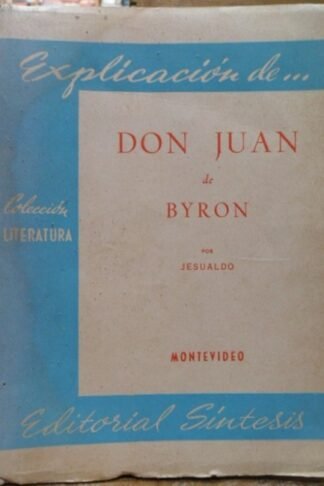 Explicación de...
DON JUAN
de
BYRON
POR
JESUALDO
Colección
LITERATURA
MONTEVIDEO
Editorial Síntesis